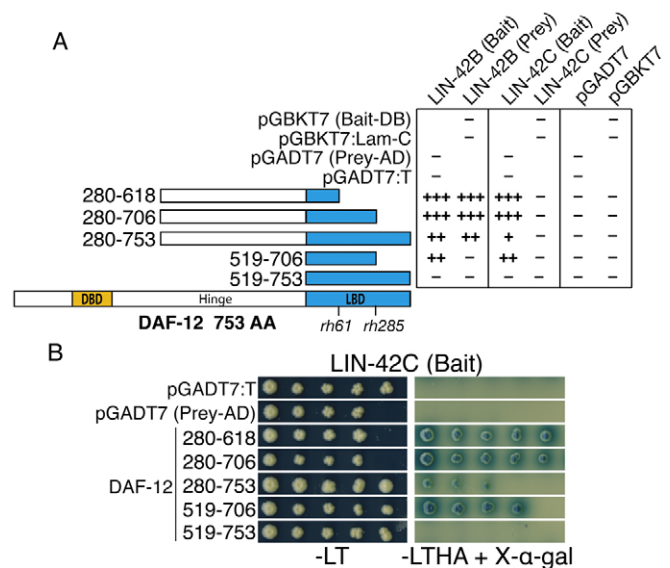 A
LIN-42B (Bait)
LIN-42B (Prey)
LIN-42C (Bait)
LIN-42C (Prey)
pGADT7
pGBKT7
pGBKT7 (Bait-DB) – – –
pGBKT7:Lam-C – – –
pGADT7 (Prey-AD) – – –
pGADT7:T – – –
280-618 +++ +++ +++ – – –
280-706 +++ +++ +++ – – –
280-753 ++ ++ + – – –
519-706 ++ – ++ – – –
519-753 – – – – – –
DBD Hinge LBD
DAF-12 753 AA rh61 rh285
B
LIN-42C (Bait)
pGADT7:T
pGADT7 (Prey-AD)
280-618
280-706
DAF-12 280-753
519-706
519-753
-LT -LTHA + X-α-gal